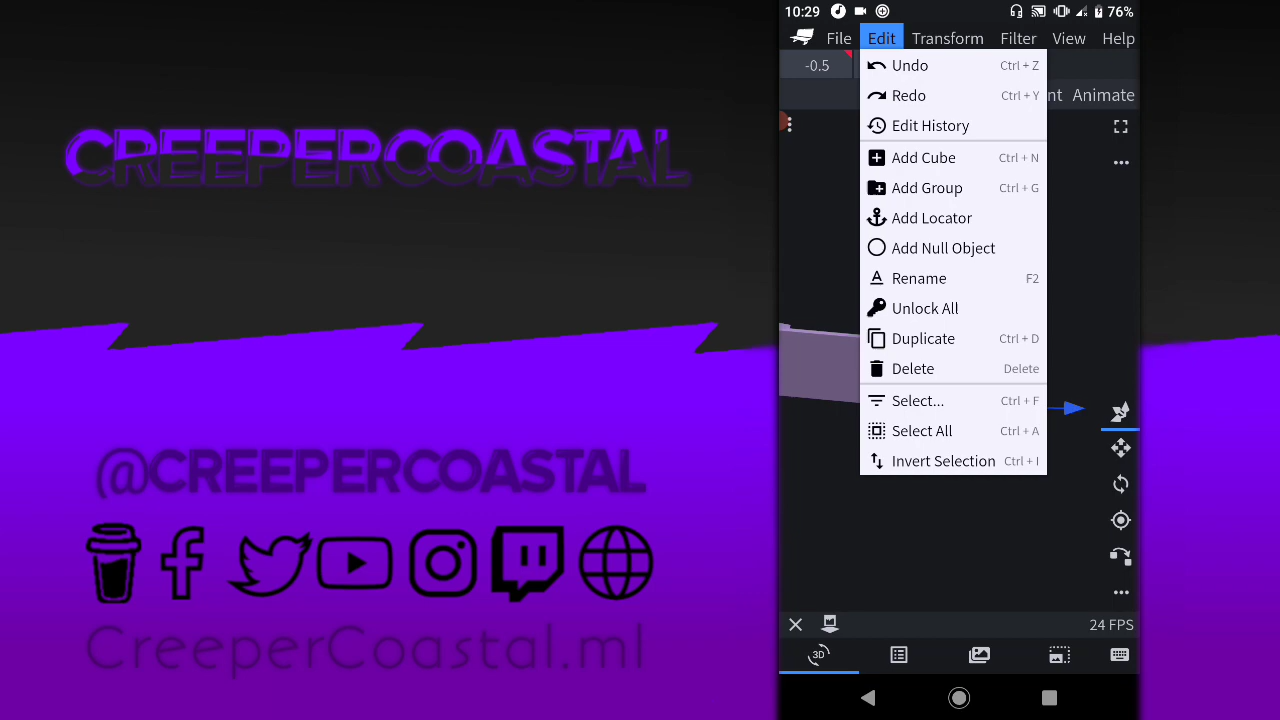 CREEPERCOASTAL
@CREEPERCOASTAL
CreeperCoastal.ml
10:29
76%
File Edit Transform Filter View Help
-0.5
nt Animate
Undo Ctrl + Z
Redo Ctrl + Y
Edit History
Add Cube Ctrl + N
Add Group Ctrl + G
Add Locator
Add Null Object
Rename F2
Unlock All
Duplicate Ctrl + D
Delete Delete
Select... Ctrl + F
Select All Ctrl + A
Invert Selection Ctrl + I
24 FPS
3D